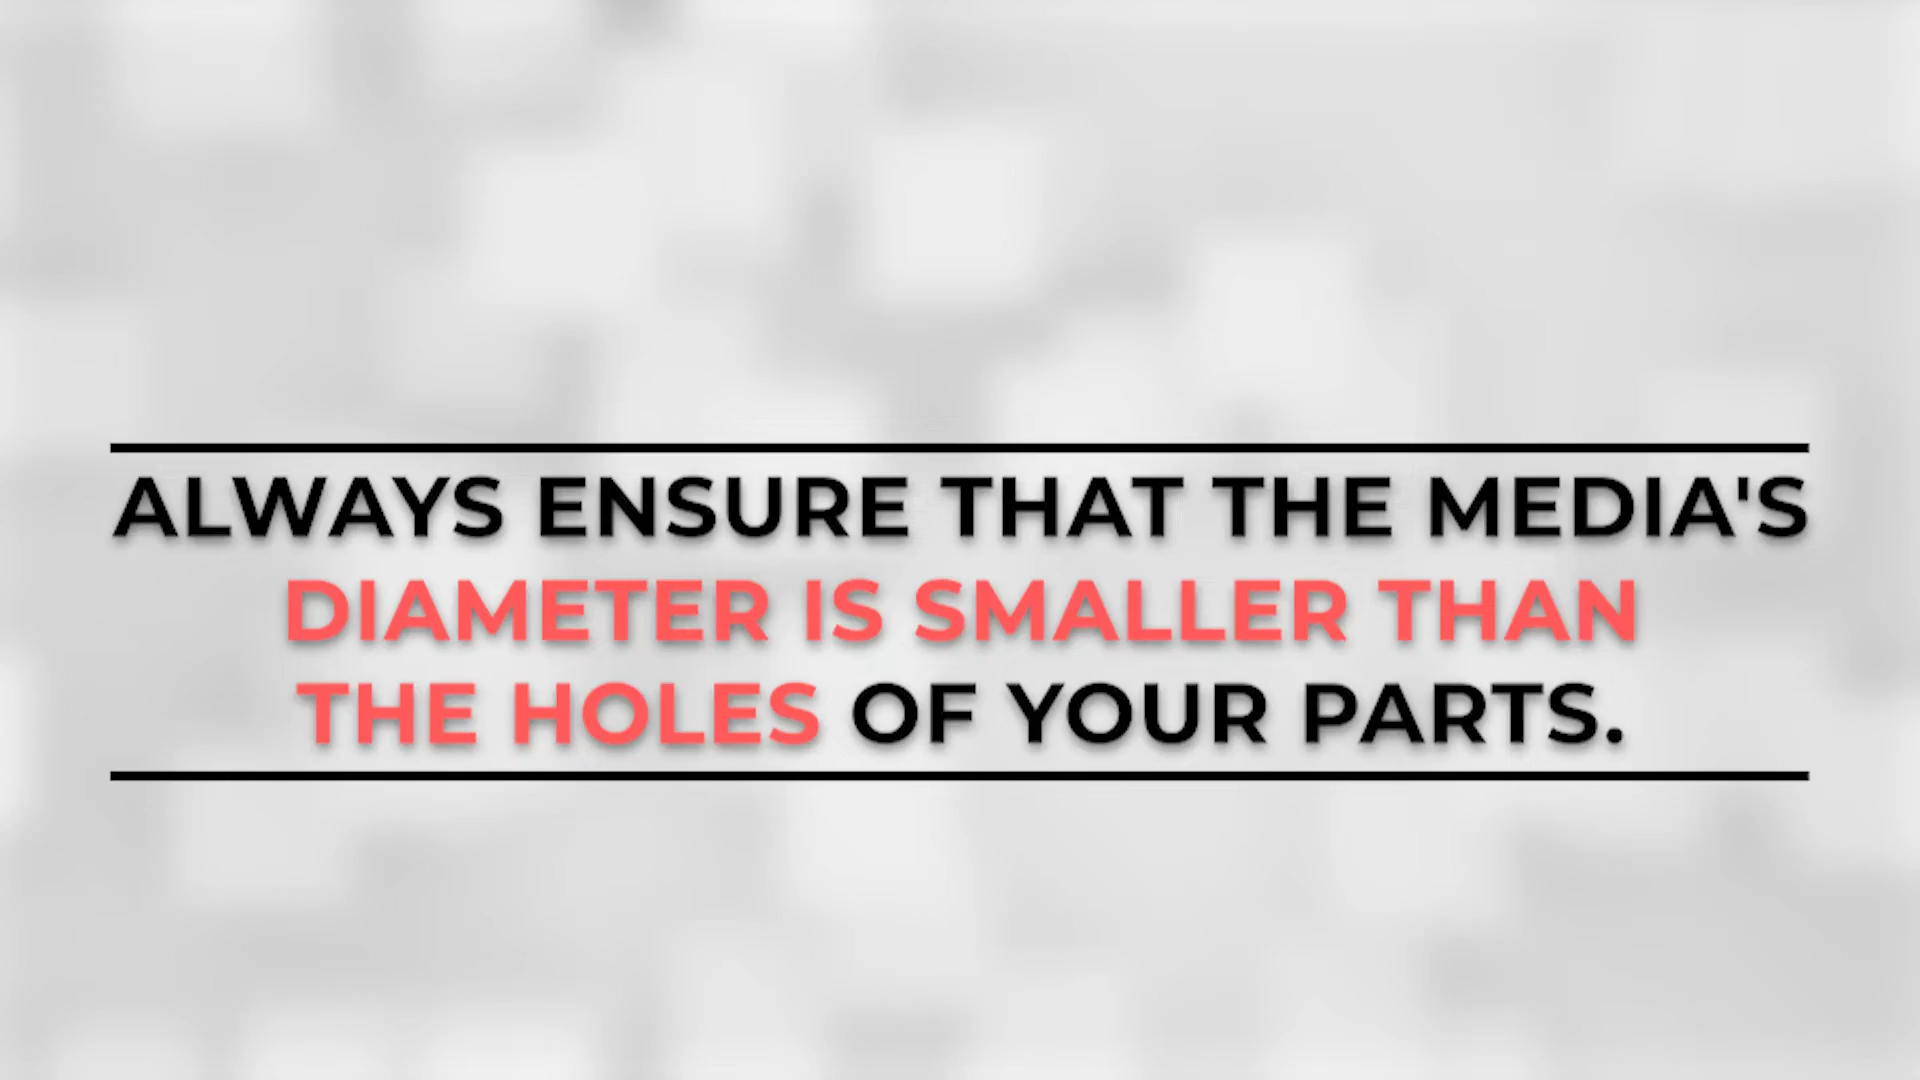 ALWAYS ENSURE THAT THE MEDIA'S
DIAMETER IS SMALLER THAN
THE HOLES OF YOUR PARTS.